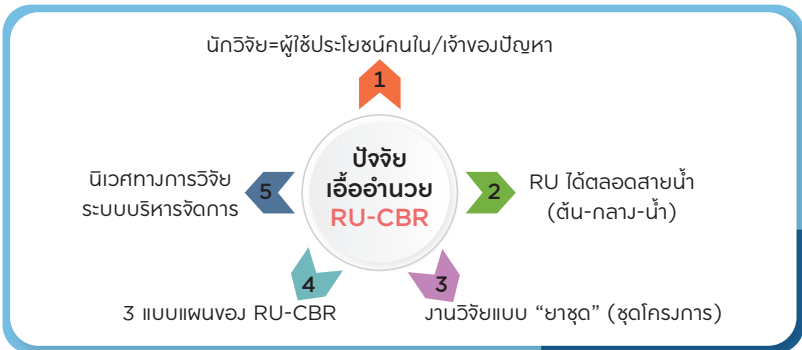 นักวิจัย=ผู้ใช้ประโยชน์คนใน/เจ้าของปัญหา
1
ปัจจัย
เอื้ออำนวย
RU-CBR
2
RU ได้ตลอดสายน้ำ
(ต้น-กลาง-น้ำ)
3
งานวิจัยแบบ “ยาชุด” (ชุดโครงการ)
4
3 แบบแผนของ RU-CBR
5
นิเวศทางการวิจัย
ระบบบริหารจัดการ